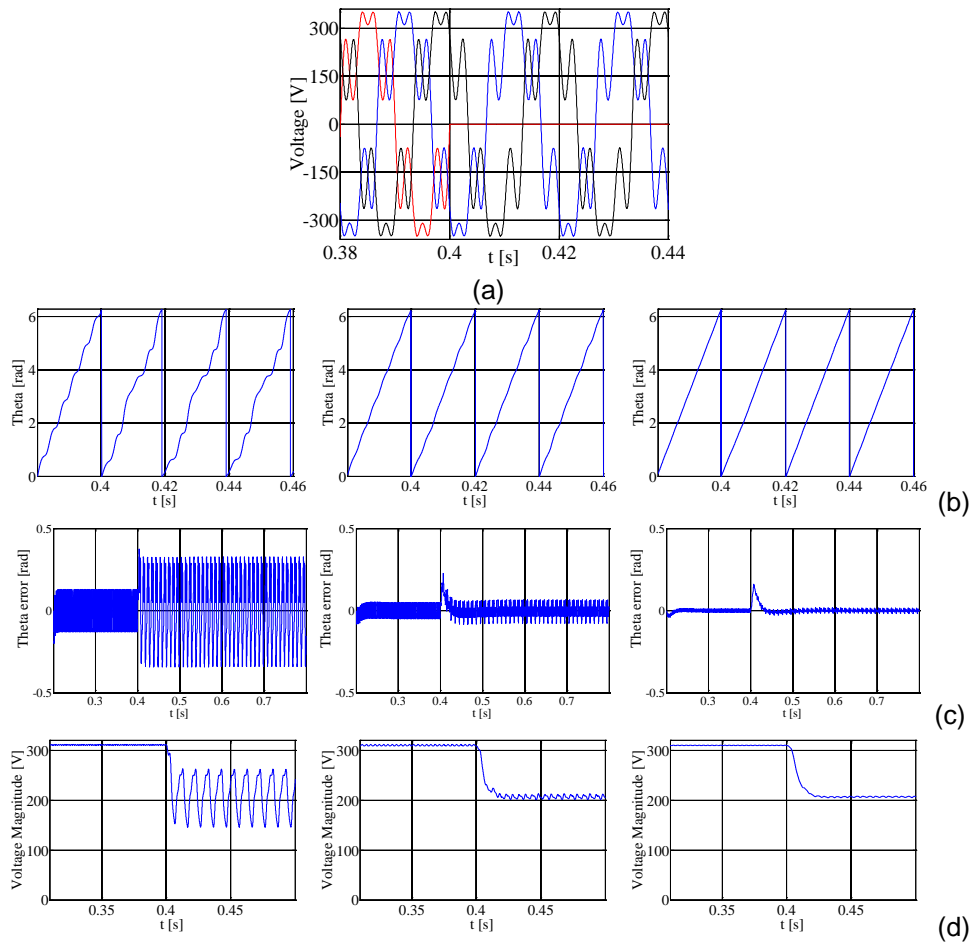 360
300
150
0
-150
-300
Voltage [V]
0.38 0.4 0.42 0.44
t [s]
(a)
6
4
2
0
Theta [rad]
0.4 0.42 0.44 0.46
t [s]
6
4
2
0
Theta [rad]
0.4 0.42 0.44 0.46
t [s]
6
4
2
0
Theta [rad]
0.4 0.42 0.44 0.46
t [s]
(b)
0.5
0
-0.5
Theta error [rad]
0.3 0.4 0.5 0.6 0.7
t [s]
0.5
0
-0.5
Theta error [rad]
0.3 0.4 0.5 0.6 0.7
t [s]
0.5
0
-0.5
Theta error [rad]
0.3 0.4 0.5 0.6 0.7
t [s]
(c)
300
200
100
0
Voltage Magnitude [V]
0.35 0.4 0.45
t [s]
300
200
100
0
Voltage Magnitude [V]
0.35 0.4 0.45
t [s]
300
200
100
0
Voltage Magnitude [V]
0.35 0.4 0.45
t [s]
(d)